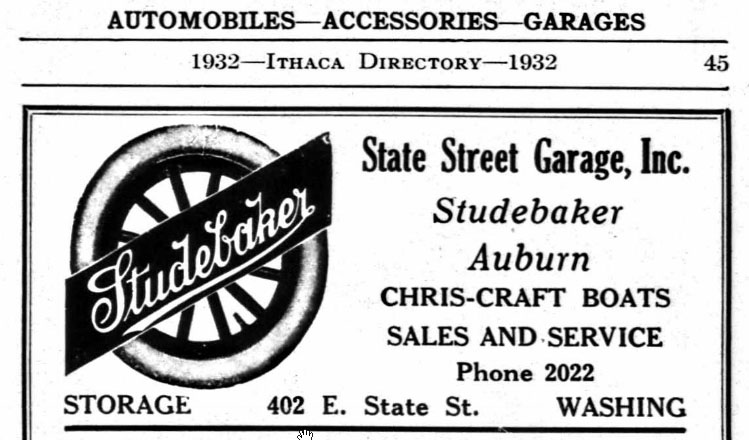 AUTOMOBILES—ACCESSORIES—GARAGES
1932—ITHACA DIRECTORY—1932 45
Studebaker
State Street Garage, Inc.
Studebaker
Auburn
CHRIS-CRAFT BOATS
SALES AND SERVICE
Phone 2022
STORAGE 402 E. State St. WASHING